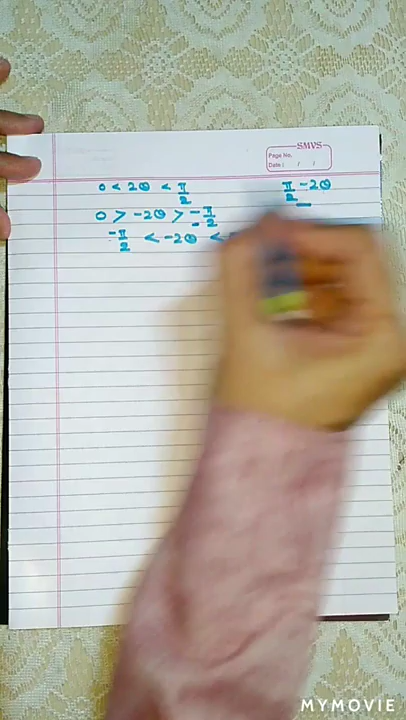 SMVS
Page No.
Date / / /
0 < 2θ < π/2
π/2 - 2θ
0 > -2θ > -π/2
-π/2 < -2θ <
MYMOVIE